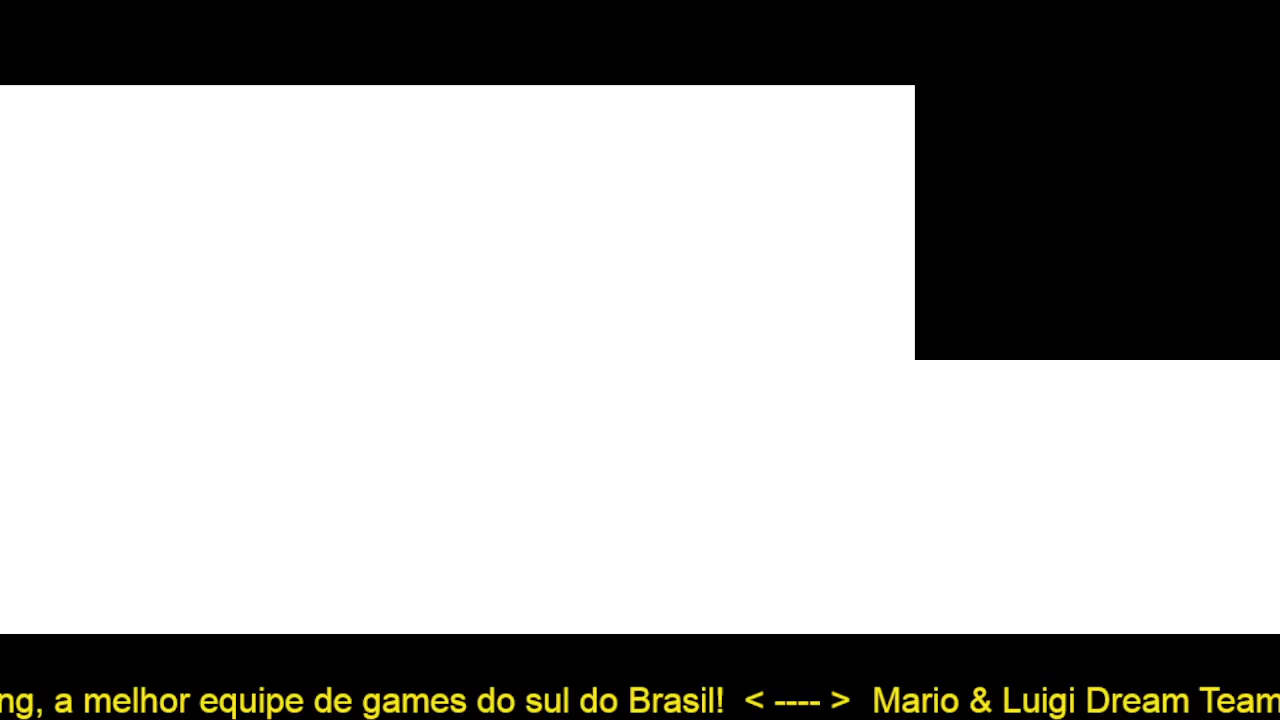 ng, a melhor equipe de games do sul do Brasil! < ---- > Mario & Luigi Dream Team